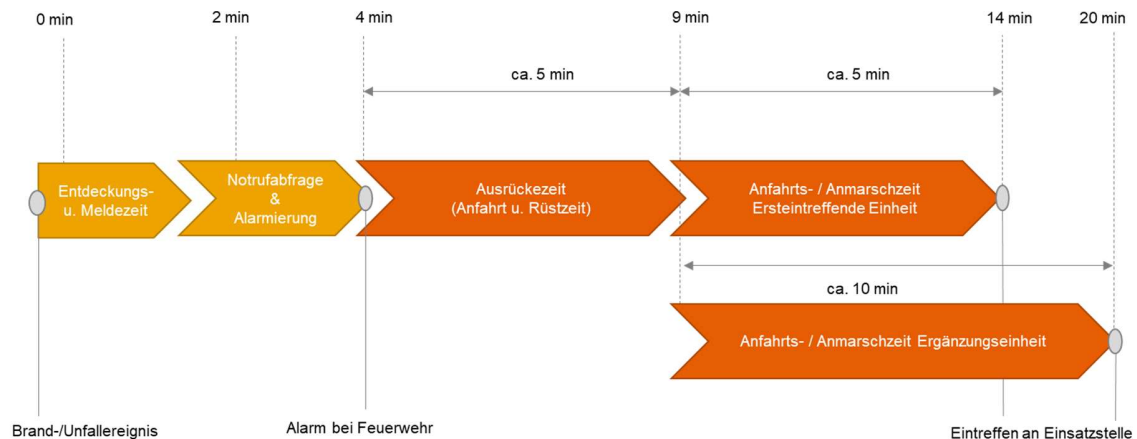 0 min
2 min
4 min
9 min
14 min
20 min
ca. 5 min
ca. 5 min
Entdeckungs-
u. Meldezeit
Notrufabfrage
&
Alarmierung
Ausrückezeit
(Anfahrt u. Rüstzeit)
Anfahrts- / Anmarschzeit
Ersteintreffende Einheit
ca. 10 min
Anfahrts- / Anmarschzeit Ergänzungseinheit
Brand-/Unfallereignis
Alarm bei Feuerwehr
Eintreffen an Einsatzstelle